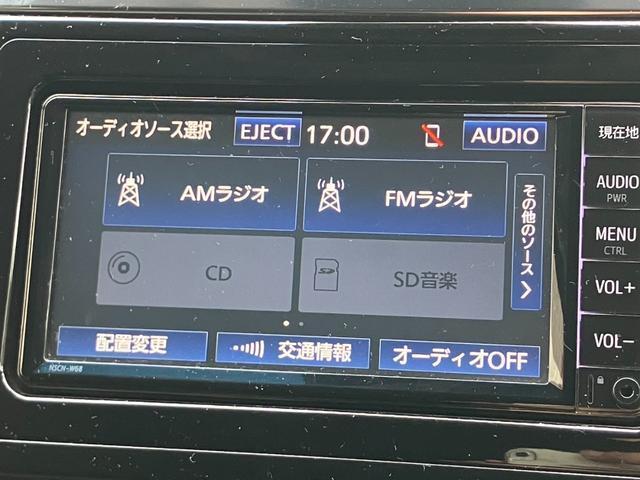 オーディオソース選択 EJECT 17:00 AUDIO
AMラジオ FMラジオ
その他のソース
CD SD音楽
配置変更 交通情報 オーディオOFF
NSCN-W68
現在地
AUDIO
PWR
MENU
CTRL
VOL+
VOL-